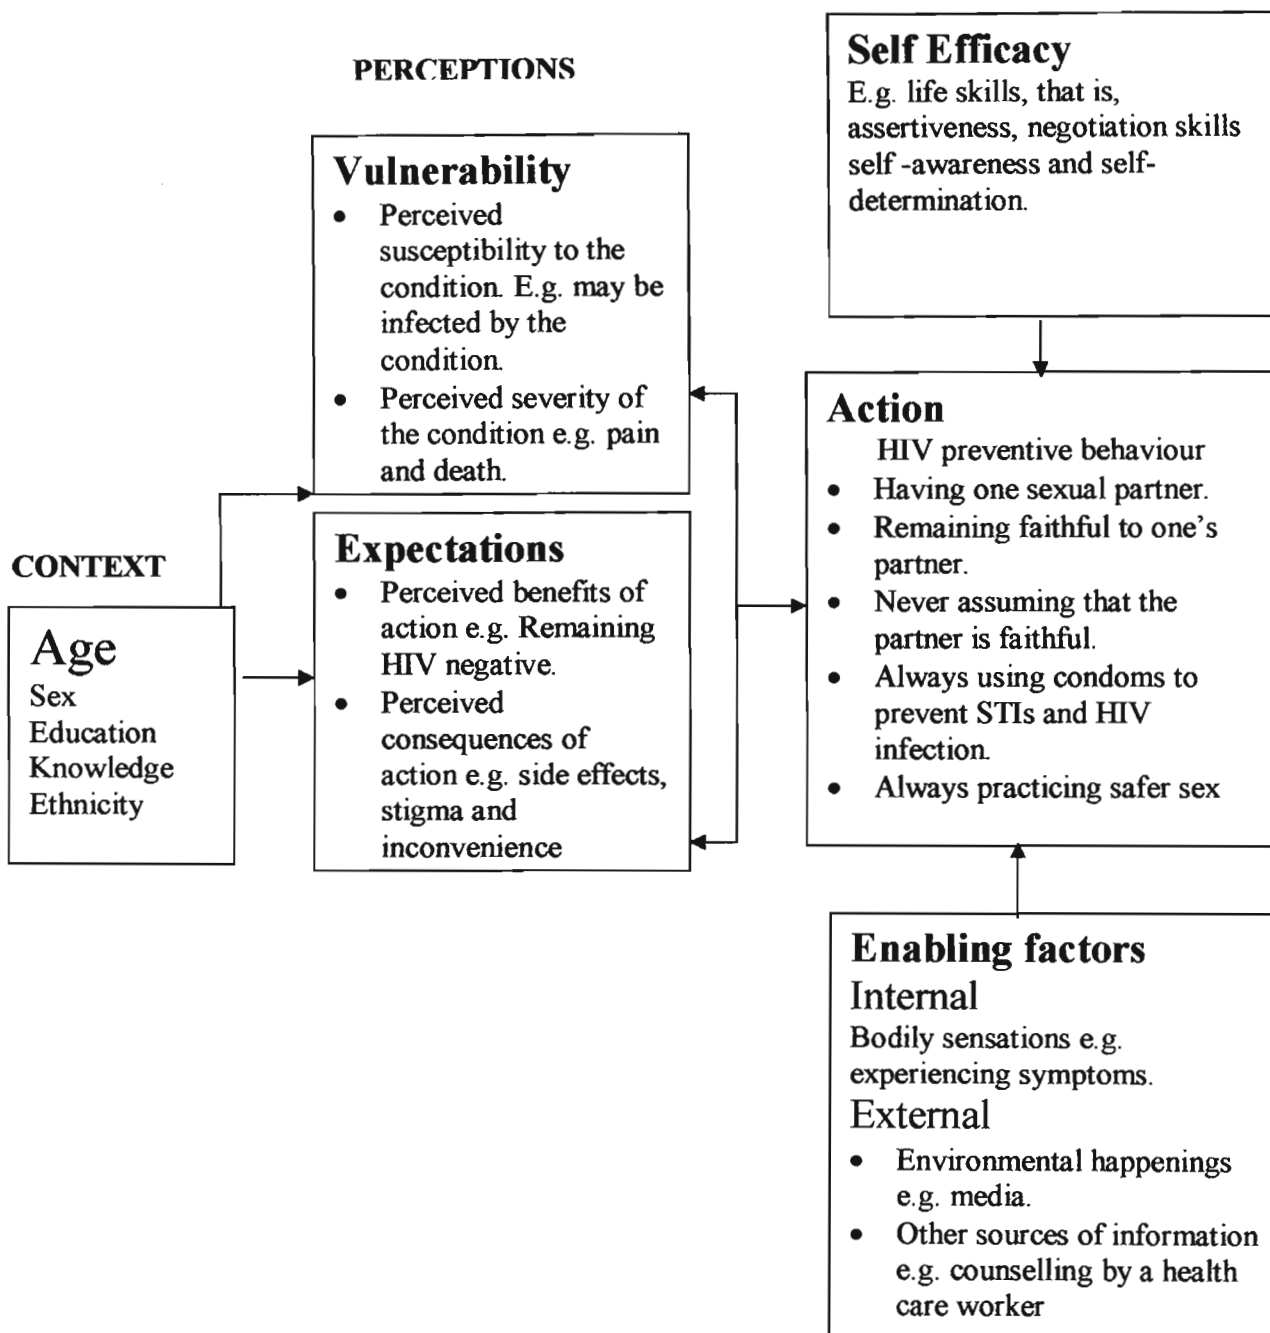 PERCEPTIONS
Vulnerability
• Perceived
susceptibility to the
condition. E.g. may be
infected by the
condition.
• Perceived severity of
the condition e.g. pain
and death.
CONTEXT
Age
Sex
Education
Knowledge
Ethnicity
Expectations
• Perceived benefits of
action e.g. Remaining
HIV negative.
• Perceived
consequences of
action e.g. side effects,
stigma and
inconvenience
Self Efficacy
E.g. life skills, that is,
assertiveness, negotiation skills
self -awareness and self-
determination.
Action
HIV preventive behaviour
• Having one sexual partner.
• Remaining faithful to one's
partner.
• Never assuming that the
partner is faithful.
• Always using condoms to
prevent STIs and HIV
infection.
• Always practicing safer sex
Enabling factors
Internal
Bodily sensations e.g.
experiencing symptoms.
External
• Environmental happenings
e.g. media.
• Other sources of information
e.g. counselling by a health
care worker